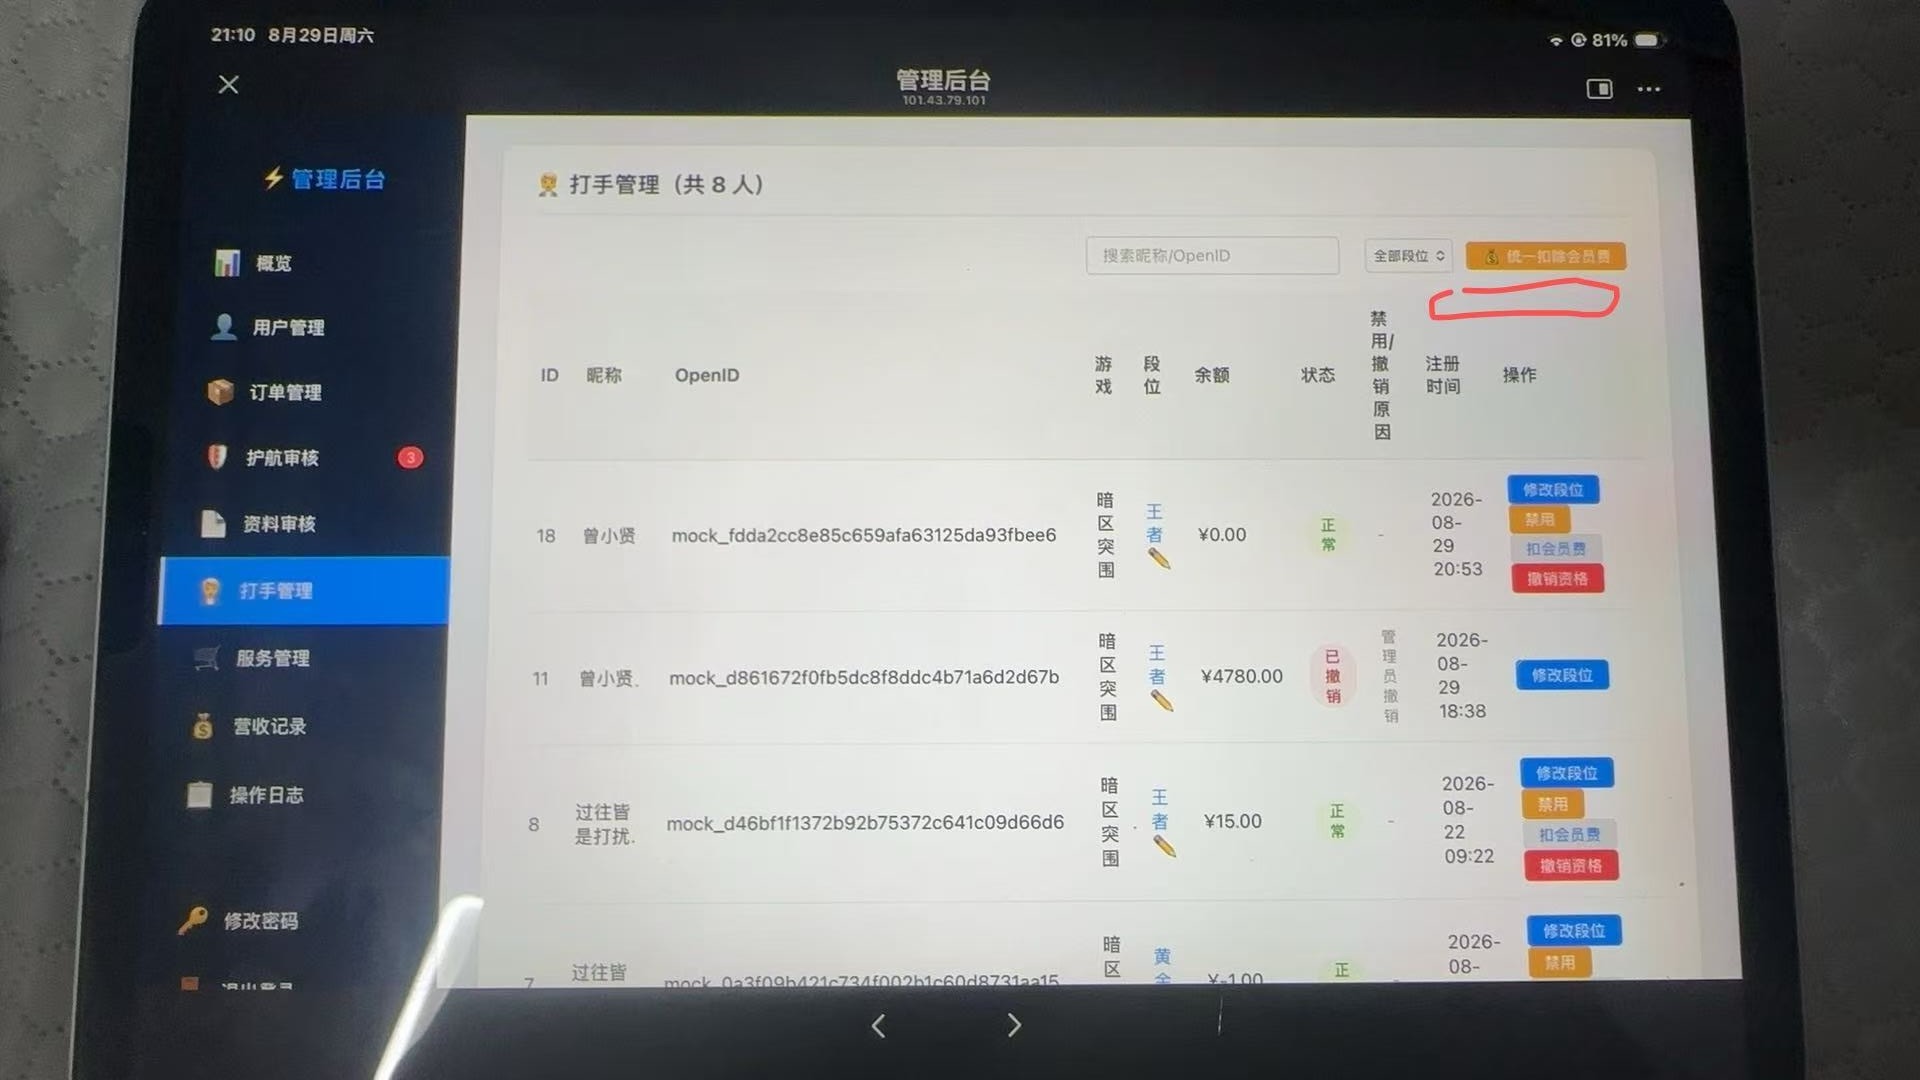 21:10 8月29日周六
81%
管理后台
101.43.79.101
⚡管理后台
概览
用户管理
订单管理
护航审核 3
资料审核
打手管理
服务管理
营收记录
操作日志
修改密码
打手管理（共 8 人）
搜索昵称/OpenID
全部段位
统一扣除会员费
ID
昵称
OpenID
游戏
段位
余额
状态
禁用/撤销原因
注册时间
操作
18
曾小贤
mock_fdda2cc8e85c659afa63125da93fbee6
暗区突围
王者
¥0.00
正常
-
2026-08-29 20:53
修改段位
禁用
扣会员费
撤销资格
11
曾小贤.
mock_d861672f0fb5dc8f8ddc4b71a6d2d67b
暗区突围
王者
¥4780.00
已撤销
管理员撤销
2026-08-29 18:38
修改段位
8
过往皆是打扰.
mock_d46bf1f1372b92b75372c641c09d66d6
暗区突围
王者
¥15.00
正常
-
2026-08-22 09:22
修改段位
禁用
扣会员费
撤销资格
7
过往皆
mock_0a3f09b421c734f002b1c60d8731aa15
暗区
黄金
¥-1.00
正
-
2026-08-
修改段位
禁用